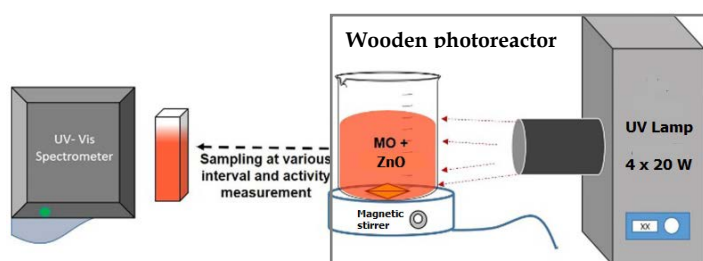 Wooden photoreactor
UV- Vis
Spectrometer
Sampling at various
interval and activity
measurement
MO +
ZnO
Magnetic
stirrer
UV Lamp
4 x 20 W
XX